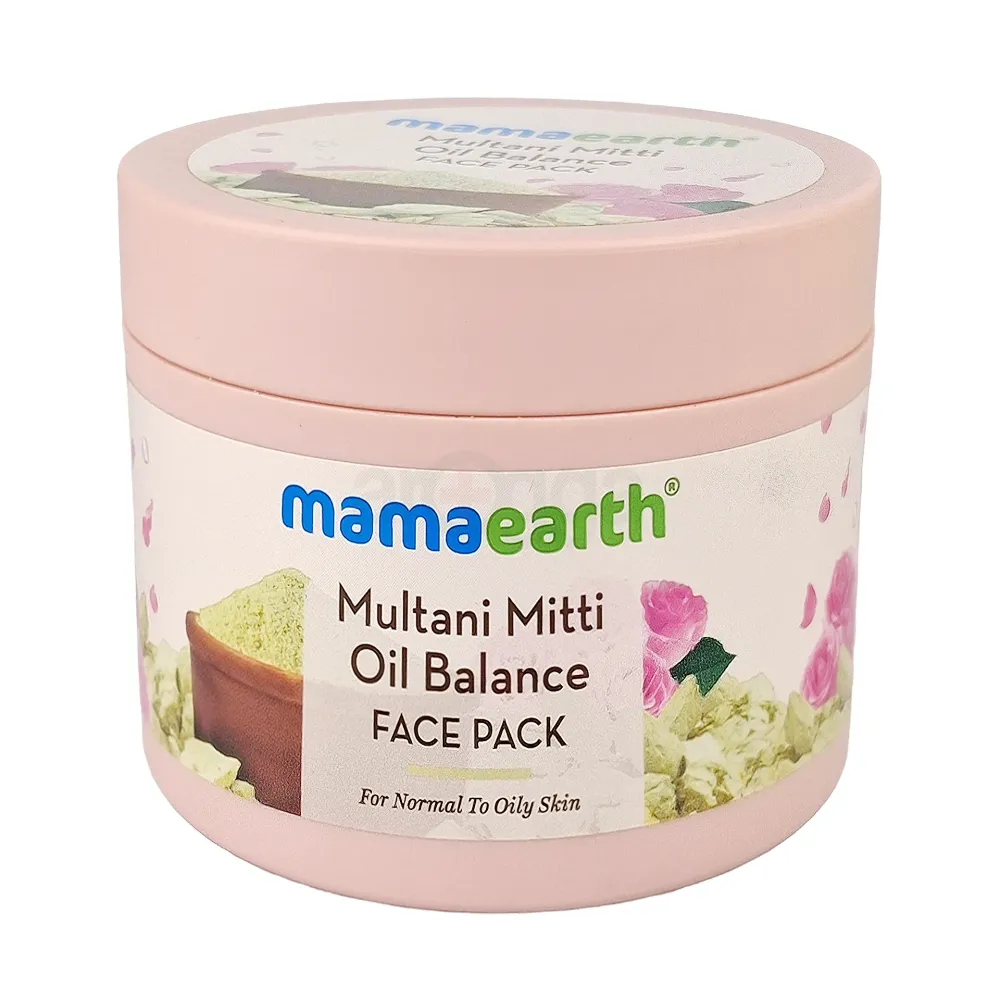 mamaearth
Multani Mitti
Oil Balance
FACE PACK
mamaearth®
Multani Mitti
Oil Balance
FACE PACK
For Normal To Oily Skin